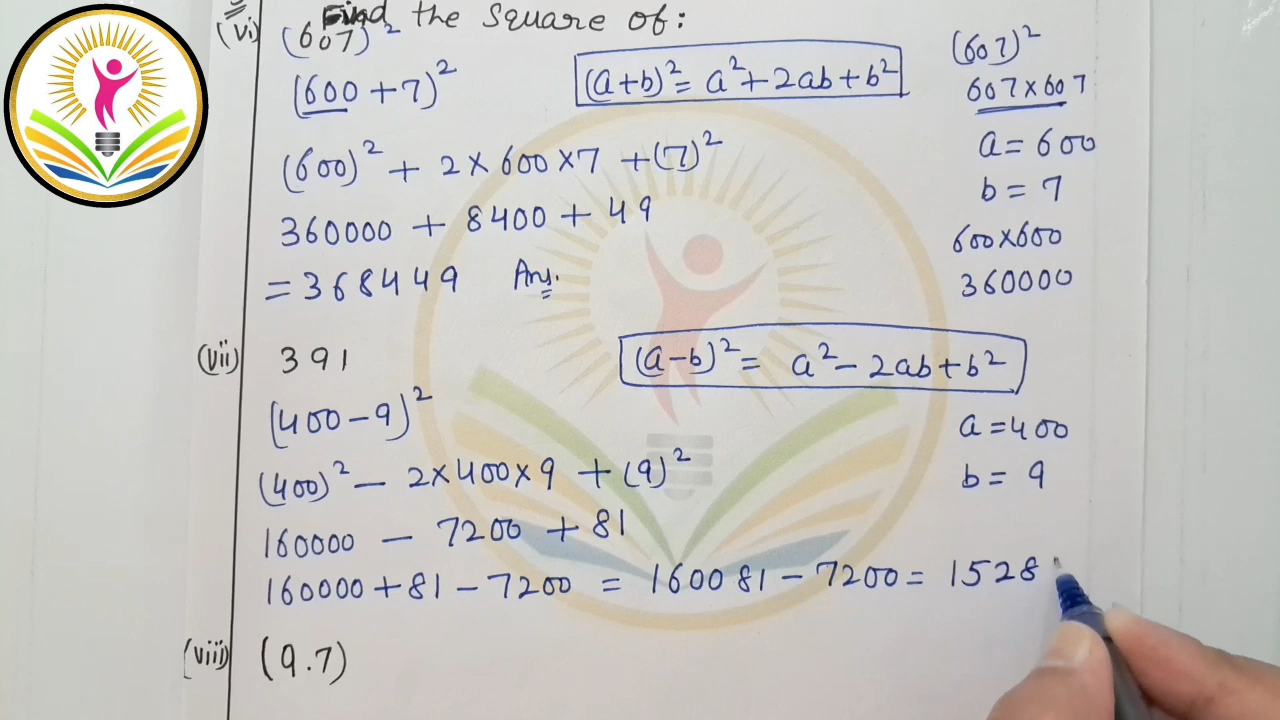 Find the square of:
(vi) (607)²
(600+7)²
(a+b)² = a²+2ab+b²
(607)²
607×607
a=600
b=7
600×600
360000
(600)² + 2×600×7 +(7)²
360000 + 8400 + 49
=368449 Ans.
(vii) 391
(a-b)² = a²- 2ab+b²
(400-9)²
a=400
b= 9
(400)² - 2×400×9 +(9)²
160000 - 7200 + 81
160000+81-7200 = 160081-7200= 1528
(viii) (9.7)